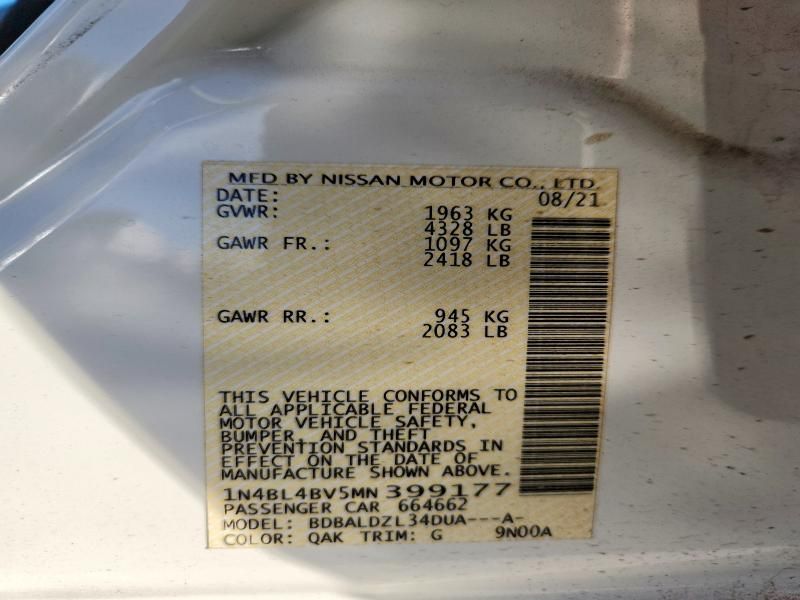 MFD BY NISSAN MOTOR CO., LTD.
DATE: 08/21
GVWR: 1963 KG
4328 LB
GAWR FR.: 1097 KG
2418 LB
GAWR RR.: 945 KG
2083 LB
THIS VEHICLE CONFORMS TO
ALL APPLICABLE FEDERAL
MOTOR VEHICLE SAFETY,
BUMPER, AND THEFT
PREVENTION STANDARDS IN
EFFECT ON THE DATE OF
MANUFACTURE SHOWN ABOVE.
1N4BL4BV5MN399177
PASSENGER CAR 664662
MODEL: BDBALDZL34DUA---A-
COLOR: QAK TRIM: G 9N00A